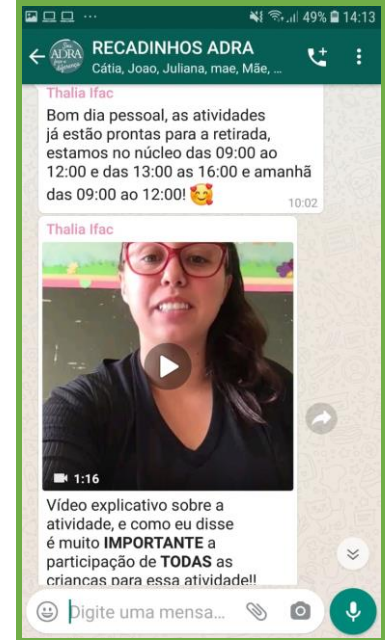 49% 14:13
ADRA
RECADINHOS ADRA
Cátia, Joao, Juliana, mae, Mãe, ...
Thalia Ifac
Bom dia pessoal, as atividades
já estão prontas para a retirada,
estamos no núcleo das 09:00 ao
12:00 e das 13:00 as 16:00 e amanhã
das 09:00 ao 12:00! 🥰
10:02
Thalia Ifac
1:16
Vídeo explicativo sobre a
atividade, e como eu disse
é muito IMPORTANTE a
participação de TODAS as
crianças para essa atividade!!
Digite uma mensa...